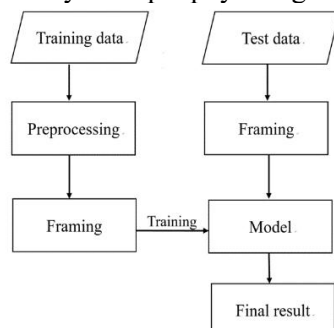 Training data
Test data
Preprocessing
Framing
Framing
Training
Model
Final result